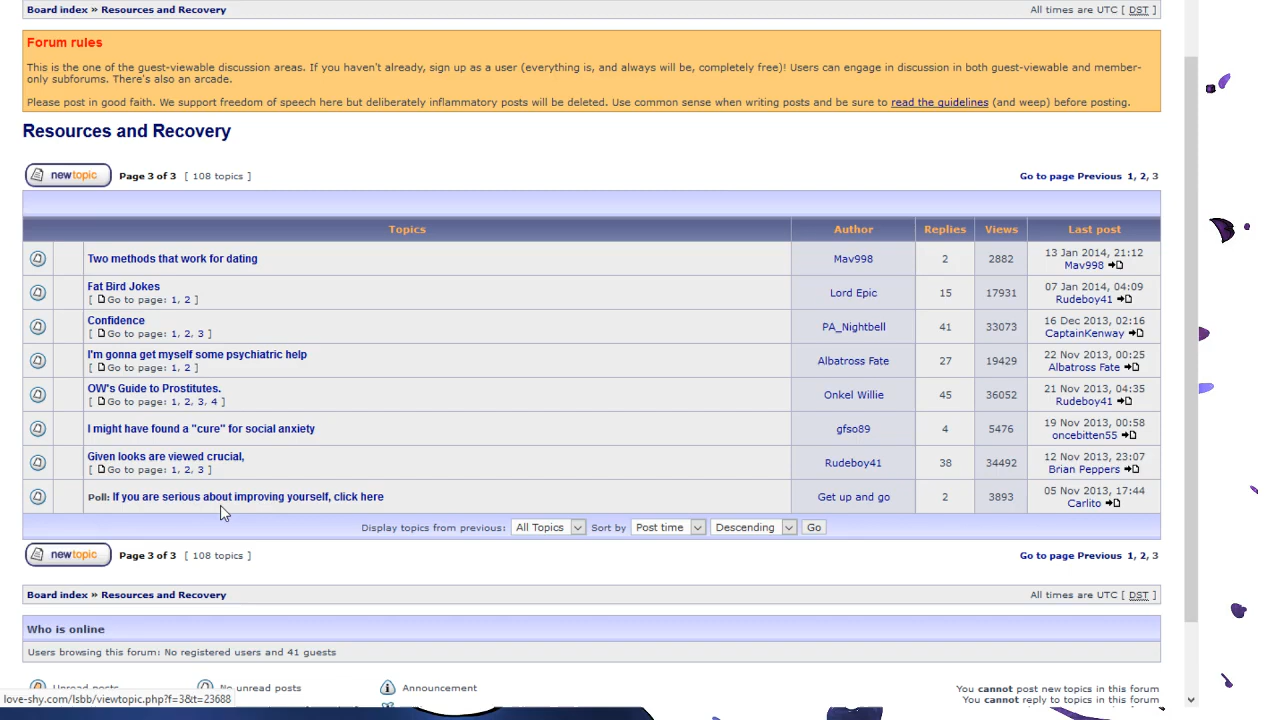 Board index » Resources and Recovery All times are UTC [ DST ]
Forum rules
This is the one of the guest-viewable discussion areas. If you haven't already, sign up as a user (everything is, and always will be, completely free)! Users can engage in discussion in both guest-viewable and member-
only subforums. There's also an arcade.
Please post in good faith. We support freedom of speech here but deliberately inflammatory posts will be deleted. Use common sense when writing posts and be sure to read the guidelines (and weep) before posting.
Resources and Recovery
newtopic Page 3 of 3 [ 108 topics ] Go to page Previous 1, 2, 3
Topics Author Replies Views Last post
Two methods that work for dating Mav998 2 2882 13 Jan 2014, 21:12
Mav998
Fat Bird Jokes Lord Epic 15 17931 07 Jan 2014, 04:09
[ Go to page: 1, 2 ] Rudeboy41
Confidence PA_Nightbell 41 33073 16 Dec 2013, 02:16
[ Go to page: 1, 2, 3 ] CaptainKenway
I'm gonna get myself some psychiatric help Albatross Fate 27 19429 22 Nov 2013, 00:25
[ Go to page: 1, 2 ] Albatross Fate
OW's Guide to Prostitutes. Onkel Willie 45 36052 21 Nov 2013, 04:35
[ Go to page: 1, 2, 3, 4 ] Rudeboy41
I might have found a "cure" for social anxiety gfso89 4 5476 19 Nov 2013, 00:58
oncebitten55
Given looks are viewed crucial, Rudeboy41 38 34492 12 Nov 2013, 23:07
[ Go to page: 1, 2, 3 ] Brian Peppers
Poll: If you are serious about improving yourself, click here Get up and go 2 3893 05 Nov 2013, 17:44
Carlito
Display topics from previous: All Topics Sort by Post time Descending Go
newtopic Page 3 of 3 [ 108 topics ] Go to page Previous 1, 2, 3
Board index » Resources and Recovery All times are UTC [ DST ]
Who is online
Users browsing this forum: No registered users and 41 guests
Unread posts No unread posts Announcement You cannot post new topics in this forum
love-shy.com/lsbb/viewtopic.php?f=3&t=23688 You cannot reply to topics in this forum